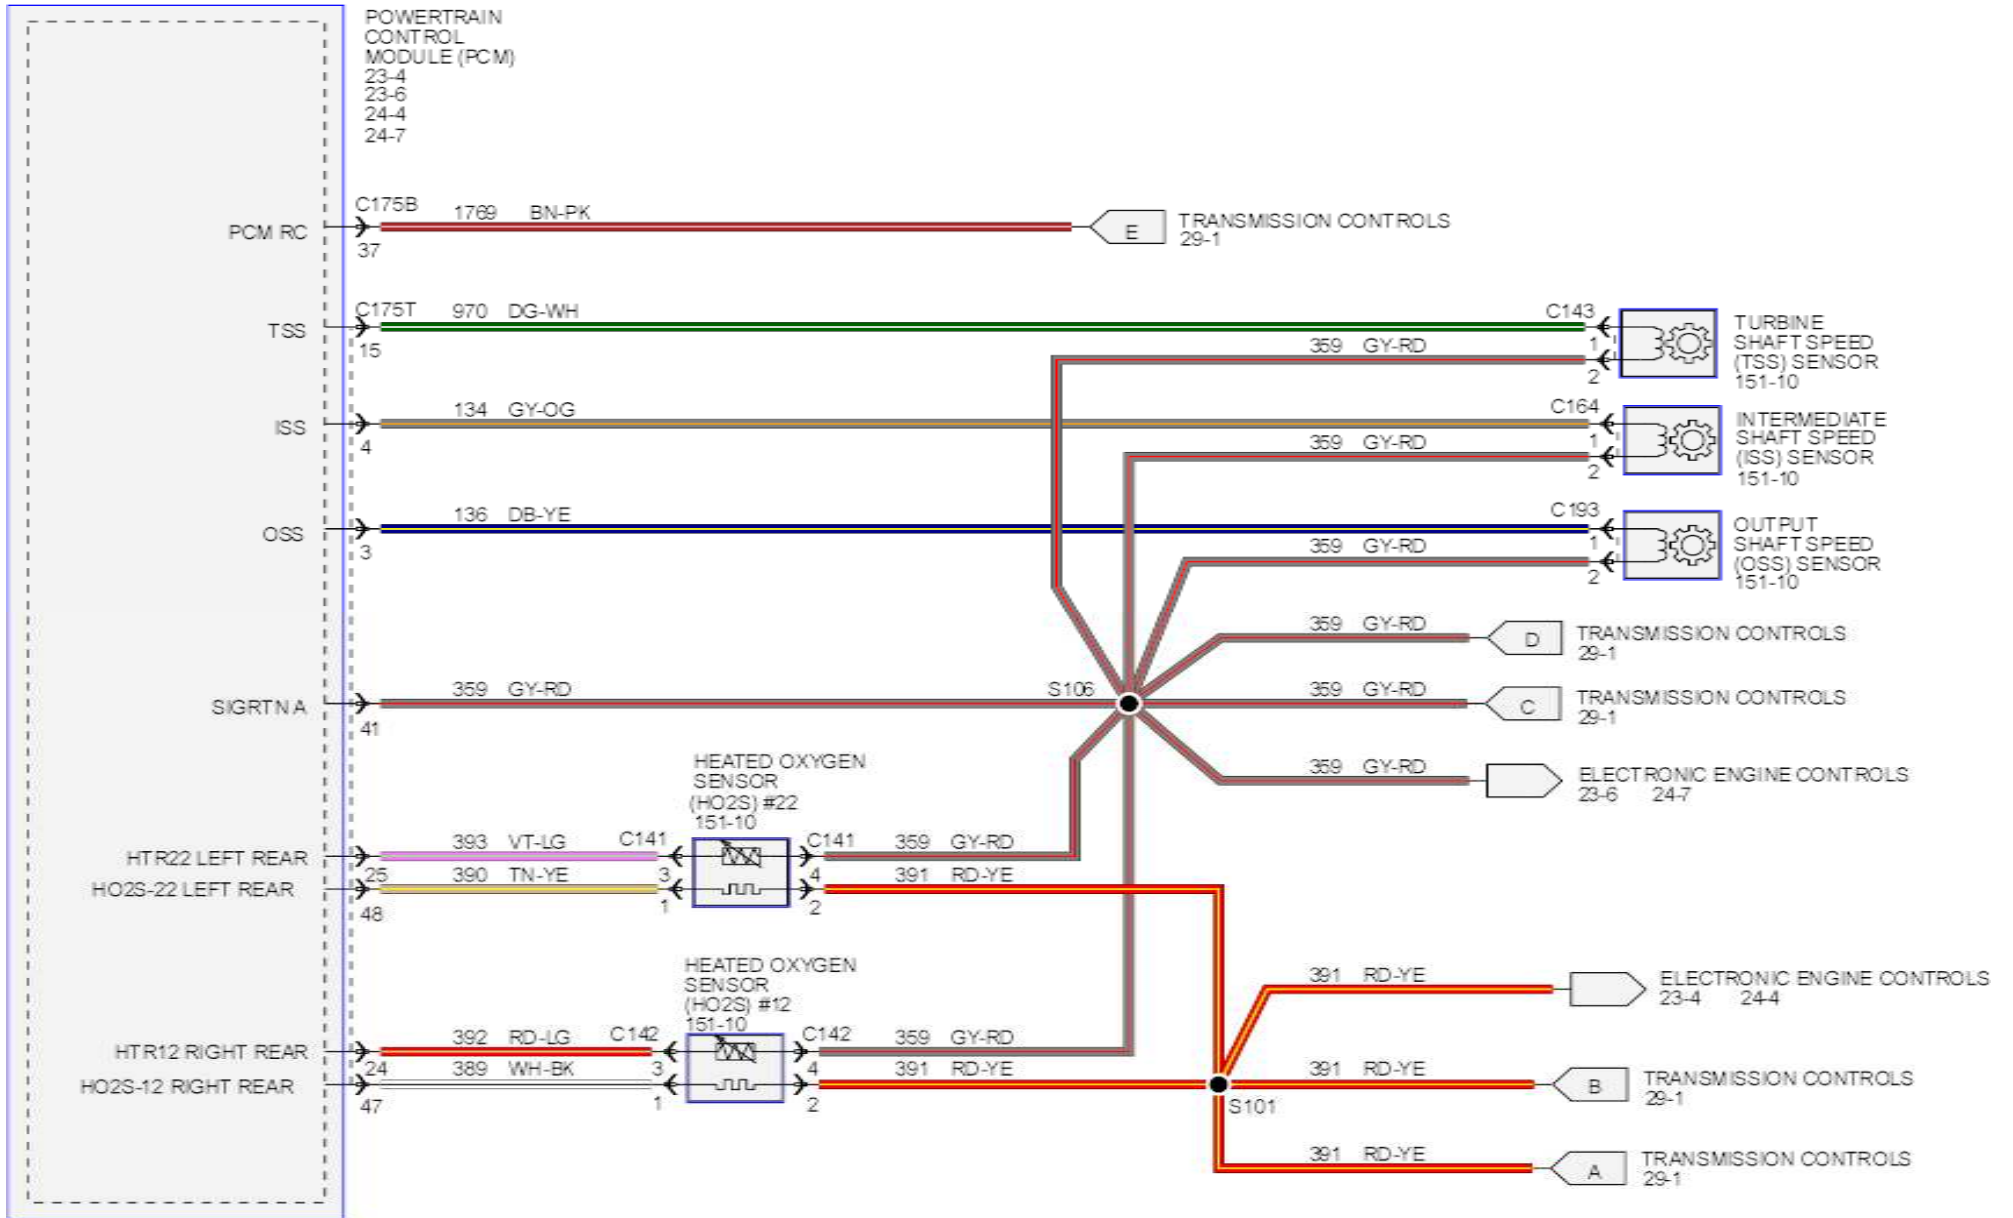 POWERTRAIN
CONTROL
MODULE (PCM)
23-4
23-6
24-4
24-7
C175B
1769 BN-PK
PCM RC
37
E
TRANSMISSION CONTROLS
29-1
C175T
970 DG-WH
C143
TSS
15
1
359 GY-RD
2
TURBINE
SHAFT SPEED
(TSS) SENSOR
151-10
134 GY-OG
C164
ISS
4
1
359 GY-RD
2
INTERMEDIATE
SHAFT SPEED
(ISS) SENSOR
151-10
136 DB-YE
C193
OSS
3
1
359 GY-RD
2
OUTPUT
SHAFT SPEED
(OSS) SENSOR
151-10
359 GY-RD
D
TRANSMISSION CONTROLS
29-1
359 GY-RD
S106
359 GY-RD
SIGRTN A
41
C
TRANSMISSION CONTROLS
29-1
359 GY-RD
ELECTRONIC ENGINE CONTROLS
23-6 24-7
HEATED OXYGEN
SENSOR
(HO2S) #22
151-10
393 VT-LG
C141
C141
359 GY-RD
HTR22 LEFT REAR
25
390 TN-YE
3
4
391 RD-YE
HO2S-22 LEFT REAR
48
1
2
HEATED OXYGEN
SENSOR
(HO2S) #12
151-10
391 RD-YE
ELECTRONIC ENGINE CONTROLS
23-4 24-4
392 RD-LG
C142
C142
359 GY-RD
HTR12 RIGHT REAR
24
389 WH-BK
3
4
391 RD-YE
391 RD-YE
HO2S-12 RIGHT REAR
47
1
2
S101
B
TRANSMISSION CONTROLS
29-1
391 RD-YE
A
TRANSMISSION CONTROLS
29-1